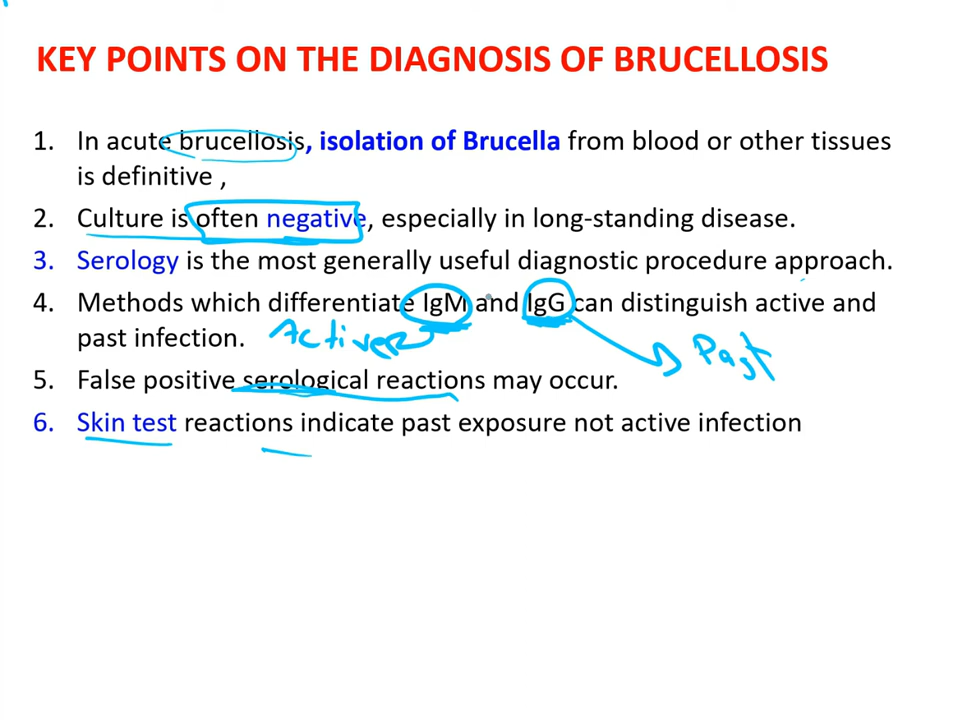 KEY POINTS ON THE DIAGNOSIS OF BRUCELLOSIS
1. In acute brucellosis, isolation of Brucella from blood or other tissues
is definitive ,
2. Culture is often negative, especially in long-standing disease.
3. Serology is the most generally useful diagnostic procedure approach.
4. Methods which differentiate IgM and IgG can distinguish active and
past infection.
Active
Past
5. False positive serological reactions may occur.
6. Skin test reactions indicate past exposure not active infection